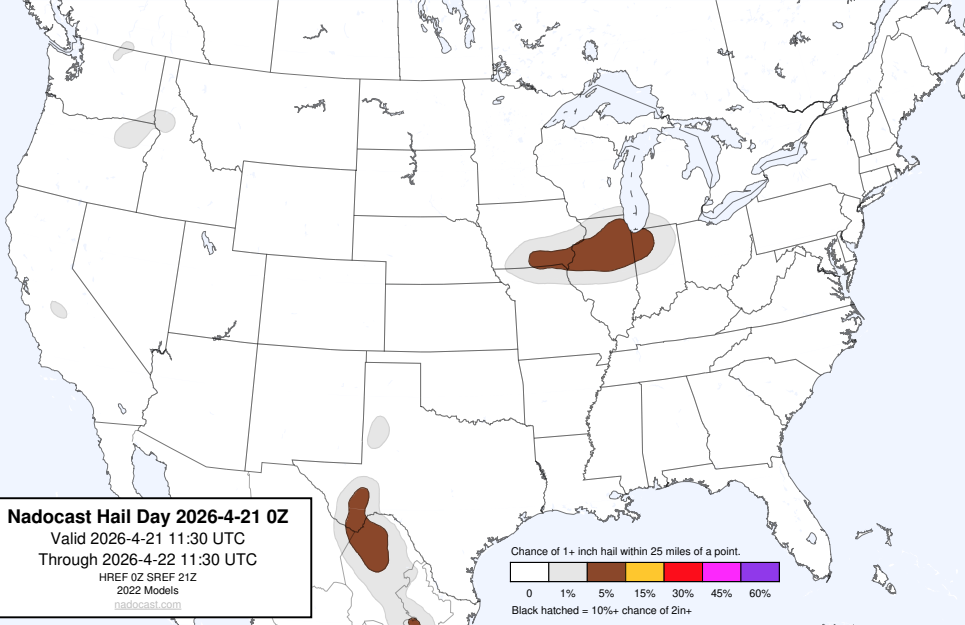 Nadocast Hail Day 2026-4-21 0Z
Valid 2026-4-21 11:30 UTC
Through 2026-4-22 11:30 UTC
HREF 0Z SREF 21Z
2022 Models
nadocast.com
Chance of 1+ inch hail within 25 miles of a point.
0 1% 5% 15% 30% 45% 60%
Black hatched = 10%+ chance of 2in+